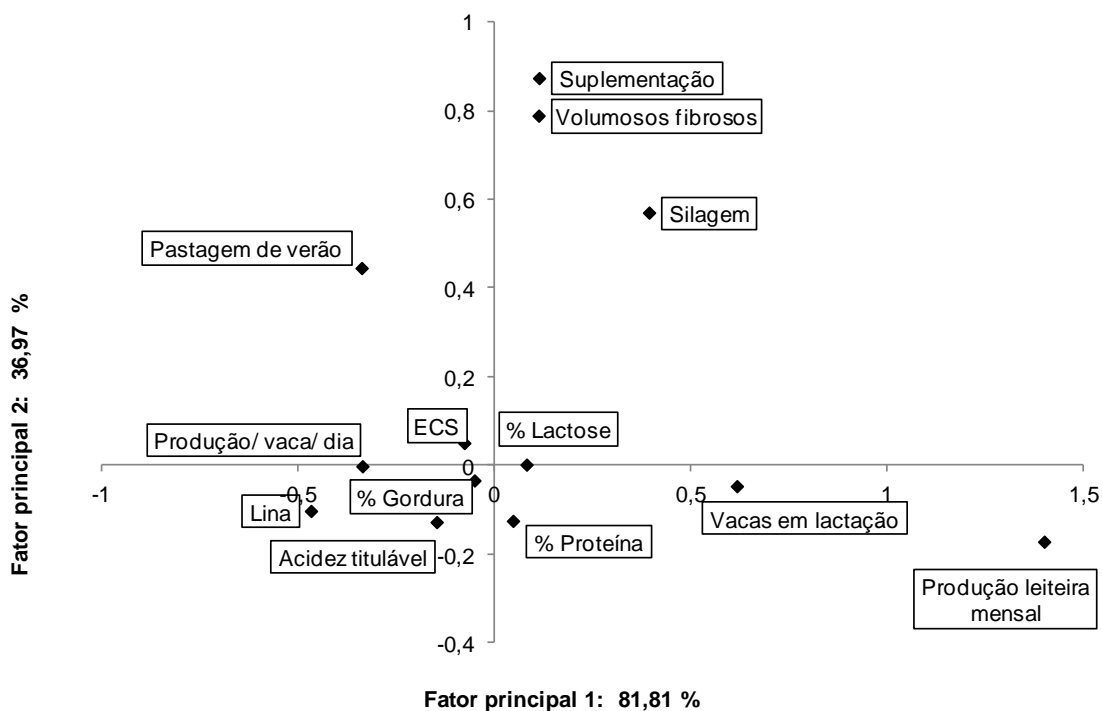 1
Suplementação
0,8
Volumosos fibrosos
0,6
Silagem
Pastagem de verão
0,4
0,2
ECS
% Lactose
Produção/ vaca/ dia
0
-1
-0,5
0
0,5
1
1,5
% Gordura
Lina
Vacas em lactação
Acidez titulável
% Proteína
-0,2
Produção leiteira
mensal
-0,4
Fator principal 2: 36,97 %
Fator principal 1: 81,81 %